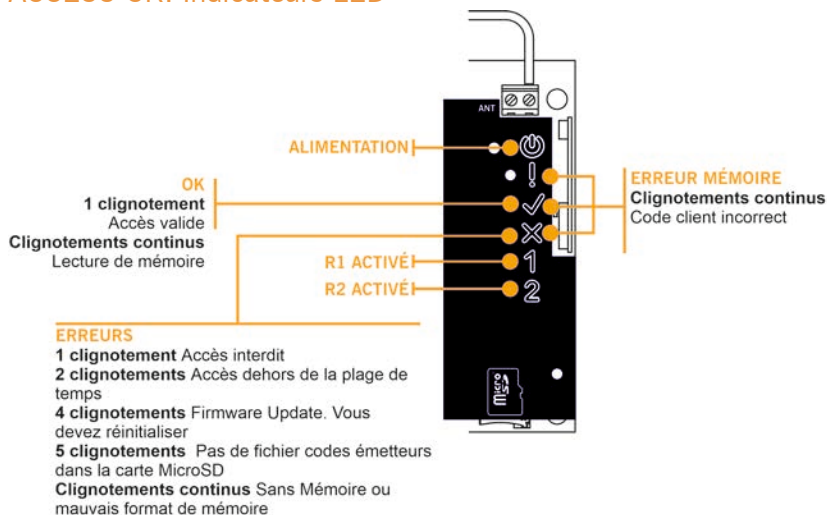 ANT
ALIMENTATION
OK
1 clignotement
Accès valide
Clignotements continus
Lecture de mémoire
ERREUR MÉMOIRE
Clignotements continus
Code client incorrect
R1 ACTIVÉ
R2 ACTIVÉ
1
2
Micro
SD
ERREURS
1 clignotement Accès interdit
2 clignotements Accès dehors de la plage de
temps
4 clignotements Firmware Update. Vous
devez réinitialiser
5 clignotements Pas de fichier codes émetteurs
dans la carte MicroSD
Clignotements continus Sans Mémoire ou
mauvais format de mémoire